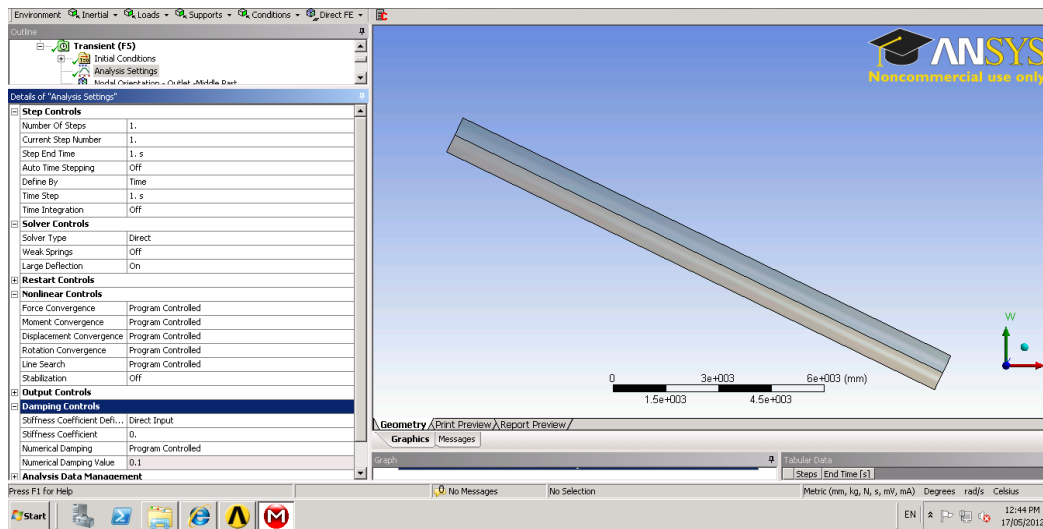 Environment Inertial Loads Supports Conditions Direct FE
Outline
Transient (F5)
Initial Conditions
Analysis Settings
Nodal Orientation - Outlet -Middle Part
Details of "Analysis Settings"
Step Controls
Number Of Steps 1.
Current Step Number 1.
Step End Time 1. s
Auto Time Stepping Off
Define By Time
Time Step 1. s
Time Integration Off
Solver Controls
Solver Type Direct
Weak Springs Off
Large Deflection On
Restart Controls
Nonlinear Controls
Force Convergence Program Controlled
Moment Convergence Program Controlled
Displacement Convergence Program Controlled
Rotation Convergence Program Controlled
Line Search Program Controlled
Stabilization Off
Output Controls
Damping Controls
Stiffness Coefficient Defi... Direct Input
Stiffness Coefficient 0.
Numerical Damping Program Controlled
Numerical Damping Value 0.1
Analysis Data Management
ANSYS
Noncommercial use only
W
0 3e+003 6e+003 (mm)
1.5e+003 4.5e+003
Geometry Print Preview Report Preview
Graphics Messages
Graph
Tabular Data
Steps End Time [s]
Press F1 for Help
No Messages
No Selection
Metric (mm, kg, N, s, mV, mA) Degrees rad/s Celsius
Start
EN
12:44 PM
17/05/2012